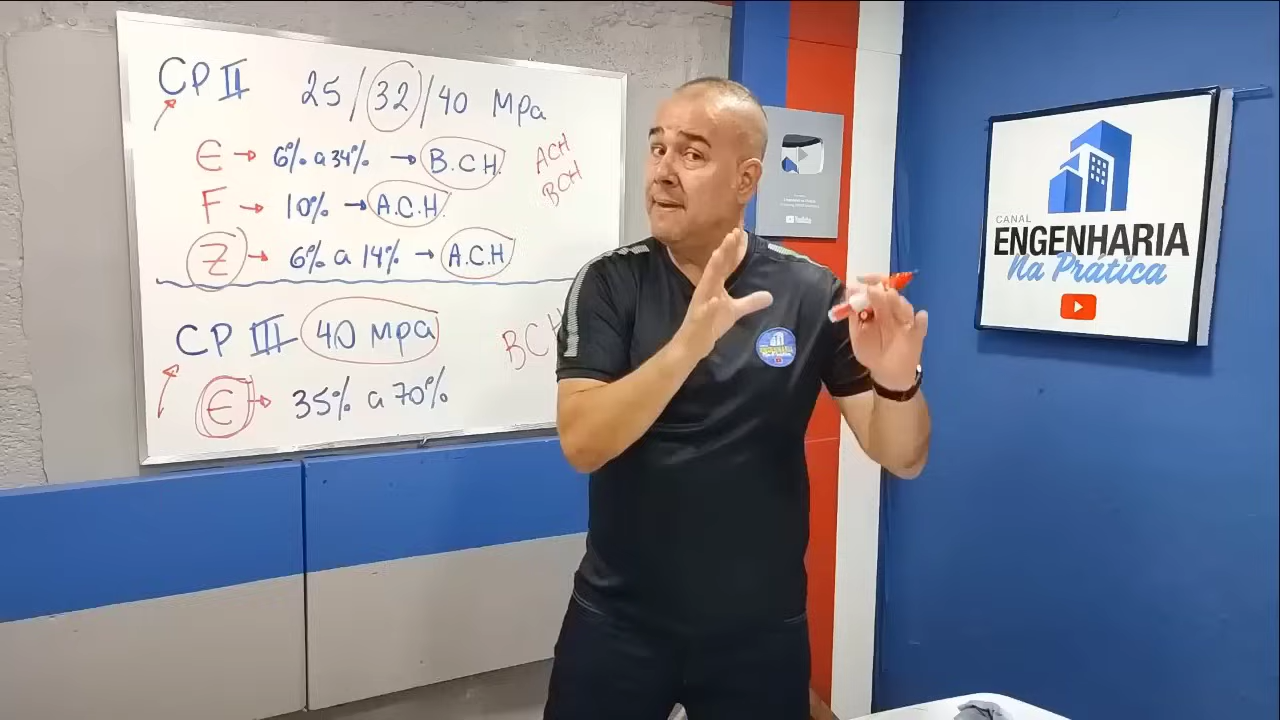 CP II 25 / 32 / 40 MPa
E → 6% a 34% → B.C.H.
F → 10% → A.C.H.
Z → 6% a 14% → A.C.H
ACH
BCH
CP III 40 MPa
BCH
E → 35% a 70%
YouTube
CANAL
ENGENHARIA
Na Prática